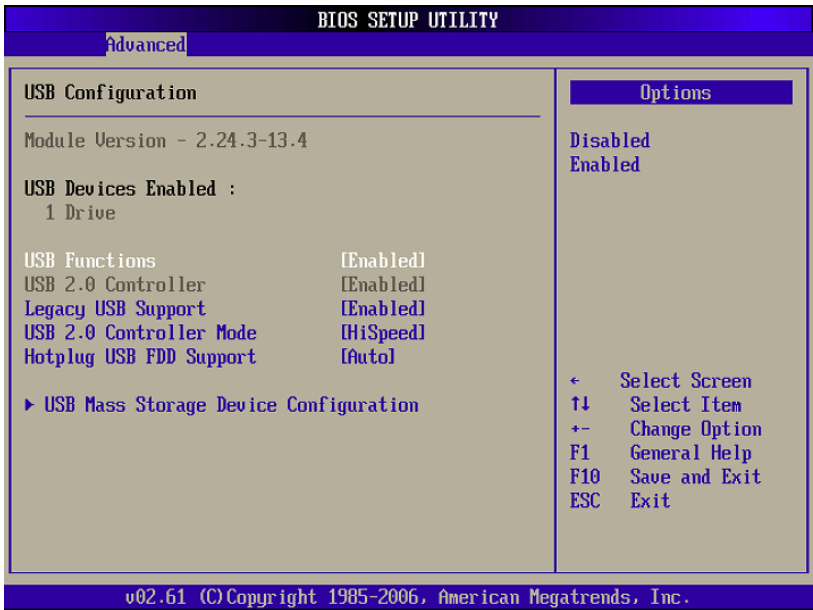 BIOS SETUP UTILITY
Advanced
USB Configuration
Module Version - 2.24.3-13.4
USB Devices Enabled :
1 Drive
USB Functions [Enabled]
USB 2.0 Controller [Enabled]
Legacy USB Support [Enabled]
USB 2.0 Controller Mode [HiSpeed]
Hotplug USB FDD Support [Auto]
▶ USB Mass Storage Device Configuration
Options
Disabled
Enabled
← Select Screen
↑↓ Select Item
+- Change Option
F1 General Help
F10 Save and Exit
ESC Exit
v02.61 (C)Copyright 1985-2006, American Megatrends, Inc.